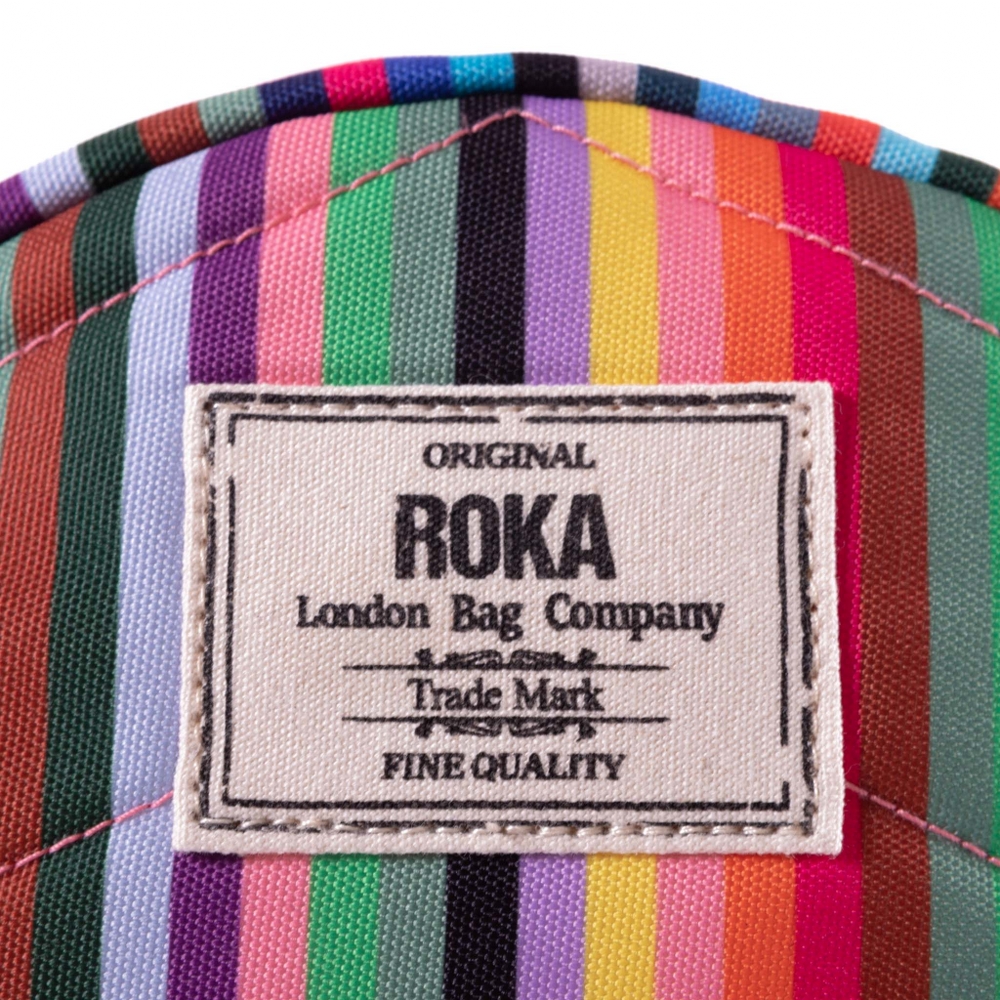 ORIGINAL
ROKA
London Bag Company
Trade Mark
FINE QUALITY